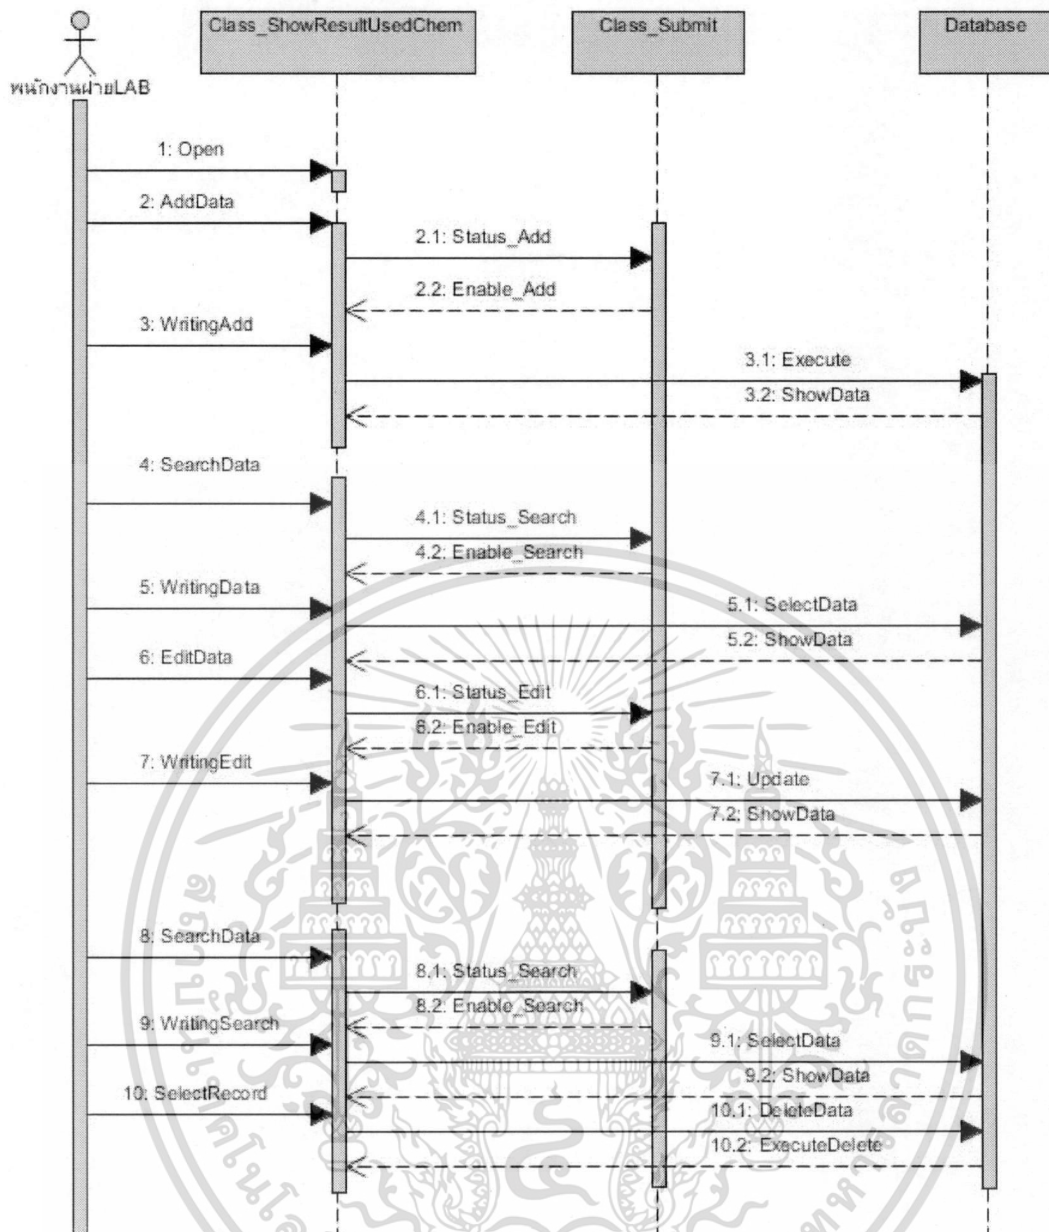 Class_ShowResultUsedChem
Class_Submit
Database
พนักงานฝ่ายLAB
1: Open
2: AddData
2.1: Status_Add
2.2: Enable_Add
3: WritingAdd
3.1: Execute
3.2: ShowData
4: SearchData
4.1: Status_Search
4.2: Enable_Search
5: WritingData
5.1: SelectData
5.2: ShowData
6: EditData
6.1: Status_Edit
6.2: Enable_Edit
7: WritingEdit
7.1: Update
7.2: ShowData
8: SearchData
8.1: Status_Search
8.2: Enable_Search
9: WritingSearch
9.1: SelectData
9.2: ShowData
10: SelectRecord
10.1: DeleteData
10.2: ExecuteDelete